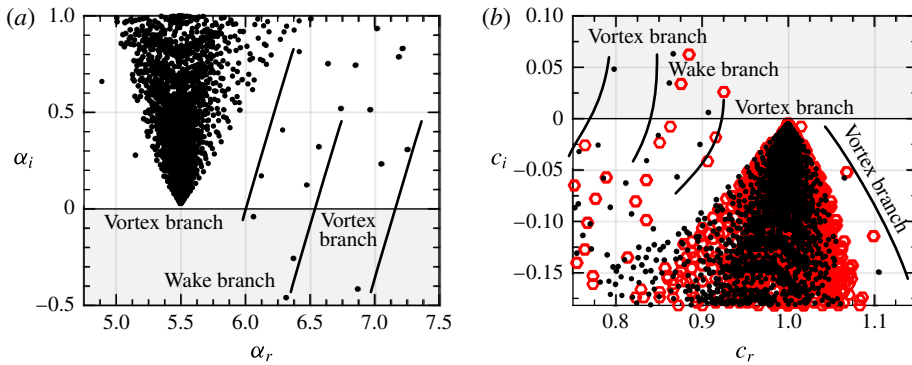 (a)
1.0
0.5
0
−0.5
α_i
5.0
5.5
6.0
6.5
7.0
7.5
α_r
Vortex branch
Wake branch
Vortex
branch
(b)
0.10
0.05
0
−0.05
−0.10
−0.15
c_i
0.8
0.9
1.0
1.1
c_r
Vortex branch
Wake branch
Vortex branch
Vortex branch